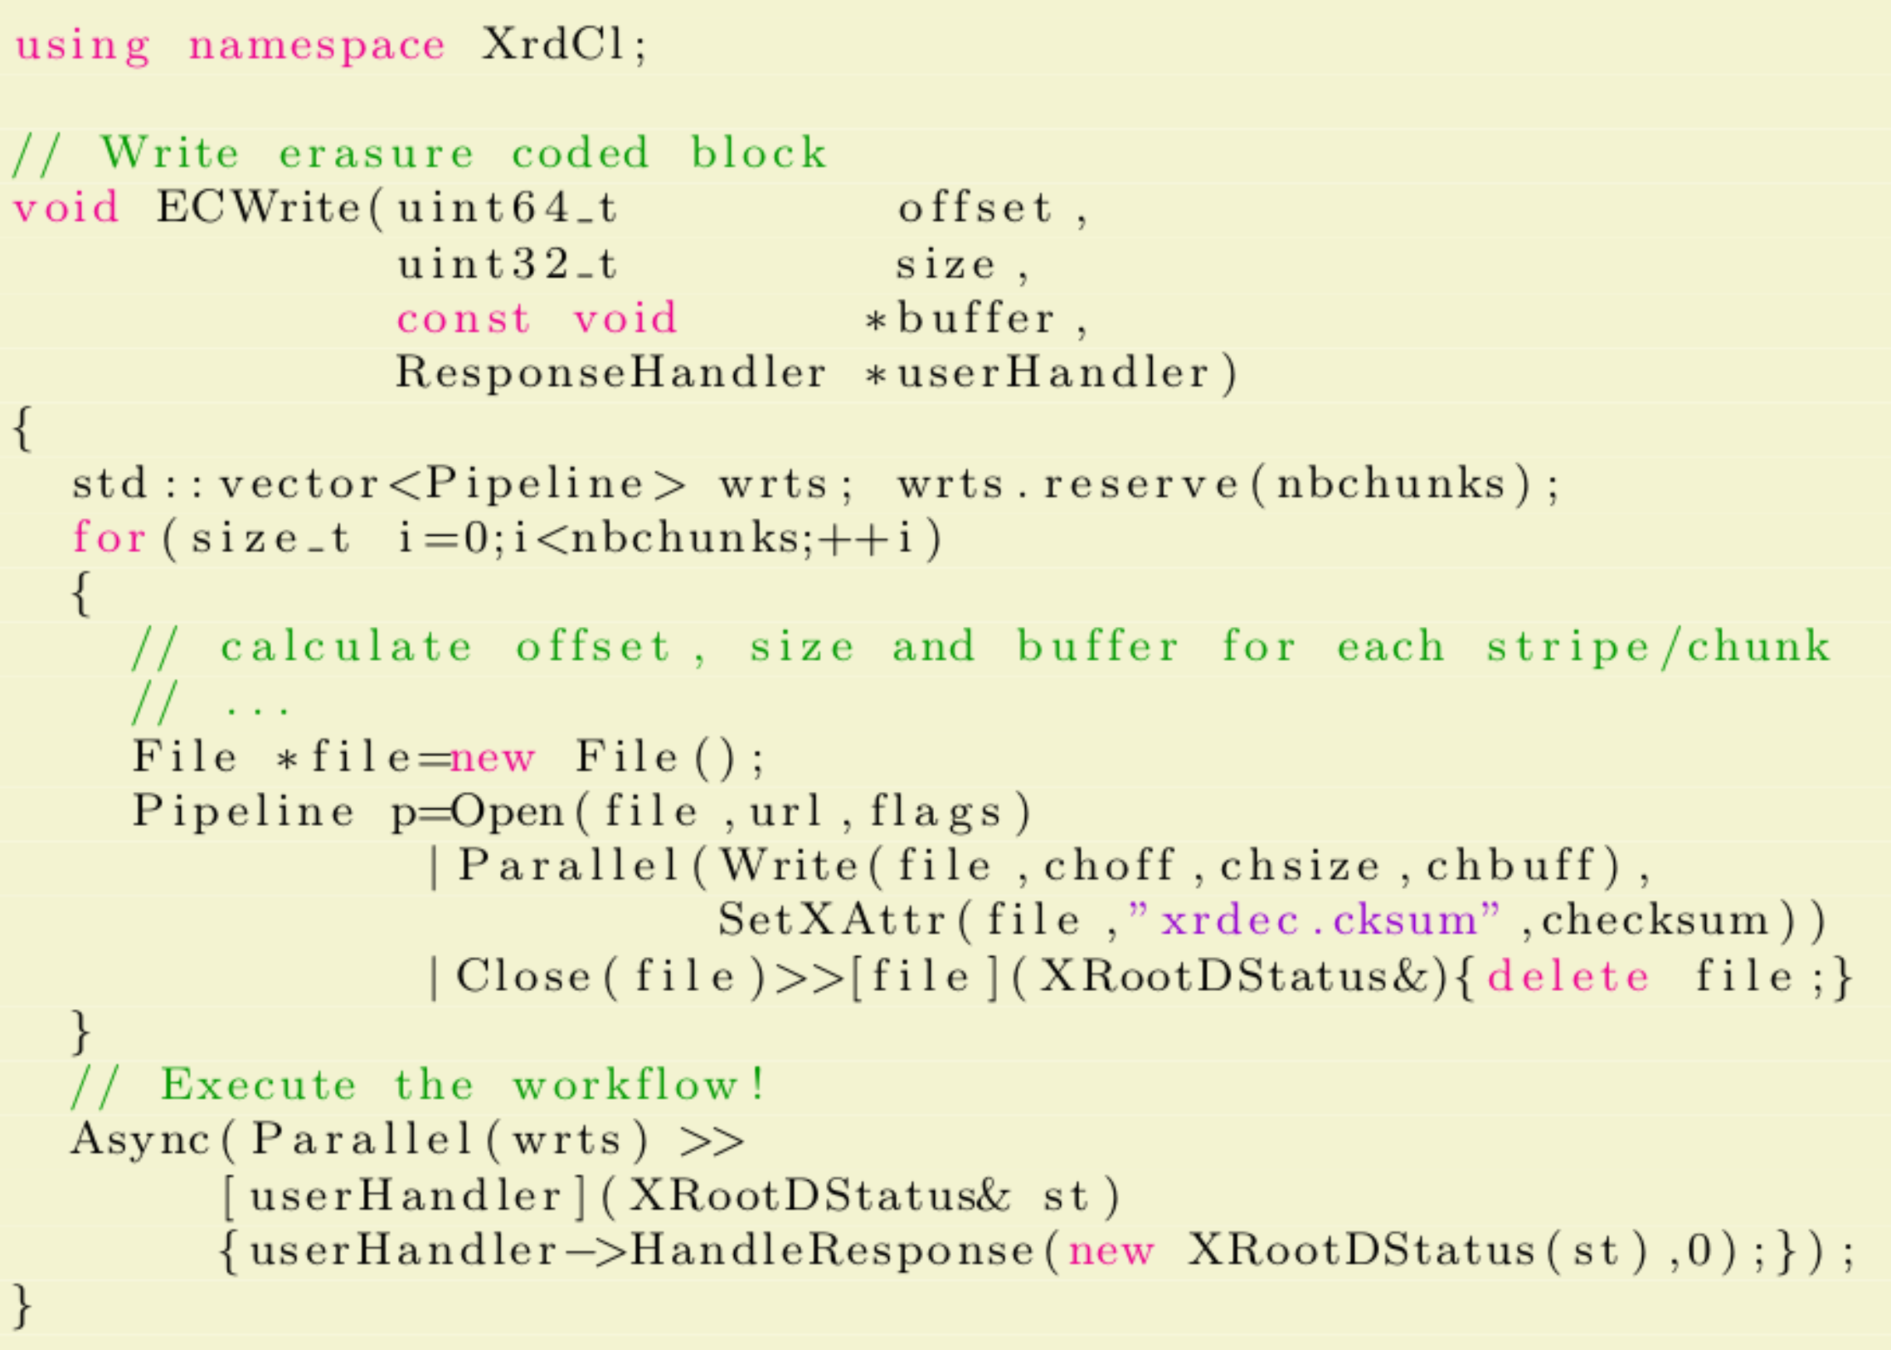 using namespace XrdCl;
// Write erasure coded block
void ECWrite(uint64_t offset,
uint32_t size,
const void *buffer,
ResponseHandler *userHandler)
{
std::vector<Pipeline> wrts; wrts.reserve(nbchunks);
for(size_t i=0;i<nbchunks;++i)
{
// calculate offset, size and buffer for each stripe/chunk
// ...
File *file=new File();
Pipeline p=Open(file,url,flags)
|Parallel(Write(file,choff,chsize,chbuff),
SetXAttr(file,"xrdec.cksum",checksum))
|Close(file)>>[file](XRootDStatus&){delete file;}
}
// Execute the workflow!
Async(Parallel(wrts) >>
[userHandler](XRootDStatus& st)
{userHandler->HandleResponse(new XRootDStatus(st),0);});
}